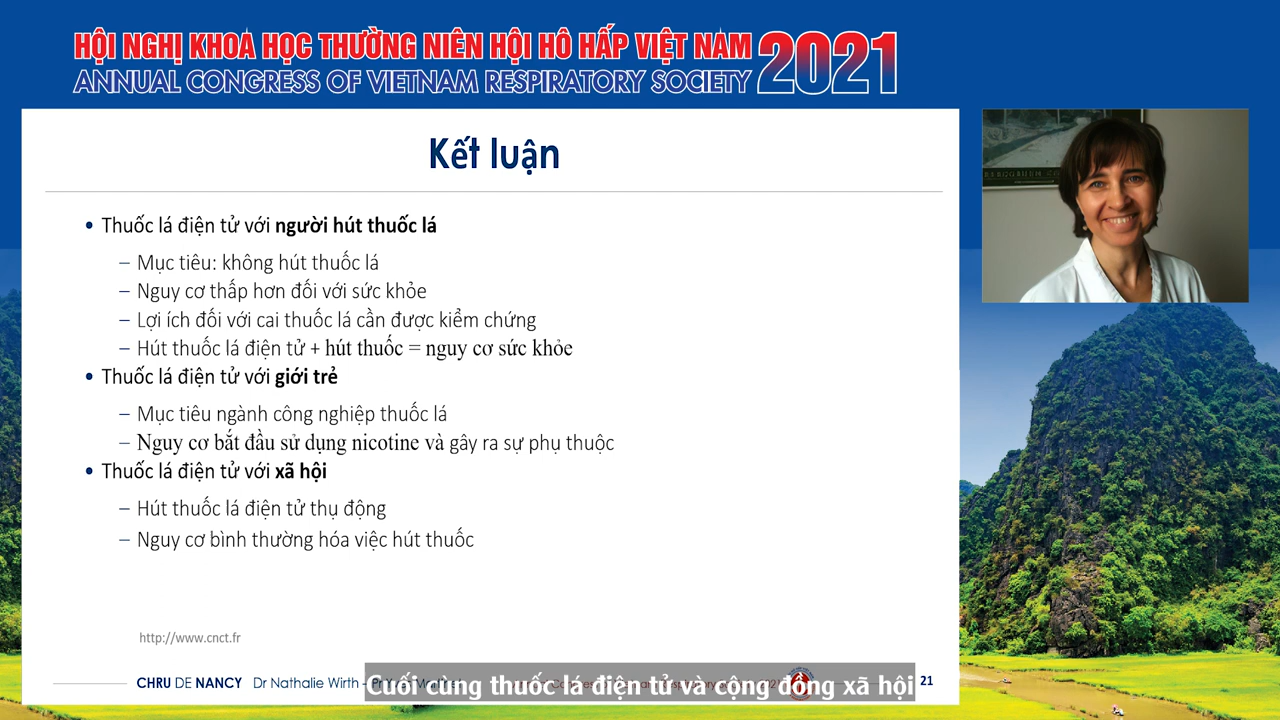 HỘI NGHỊ KHOA HỌC THƯỜNG NIÊN HỘI HÔ HẤP VIỆT NAM 2021
ANNUAL CONGRESS OF VIETNAM RESPIRATORY SOCIETY
Kết luận
• Thuốc lá điện tử với người hút thuốc lá
– Mục tiêu: không hút thuốc lá
– Nguy cơ thấp hơn đối với sức khỏe
– Lợi ích đối với cai thuốc lá cần được kiểm chứng
– Hút thuốc lá điện tử + hút thuốc = nguy cơ sức khỏe
• Thuốc lá điện tử với giới trẻ
– Mục tiêu ngành công nghiệp thuốc lá
– Nguy cơ bắt đầu sử dụng nicotine và gây ra sự phụ thuộc
• Thuốc lá điện tử với xã hội
– Hút thuốc lá điện tử thụ động
– Nguy cơ bình thường hóa việc hút thuốc
http://www.cnct.fr
CHRU DE NANCY Dr Nathalie Wirth
21
Cuối cùng thuốc lá điện tử và cộng đồng xã hội